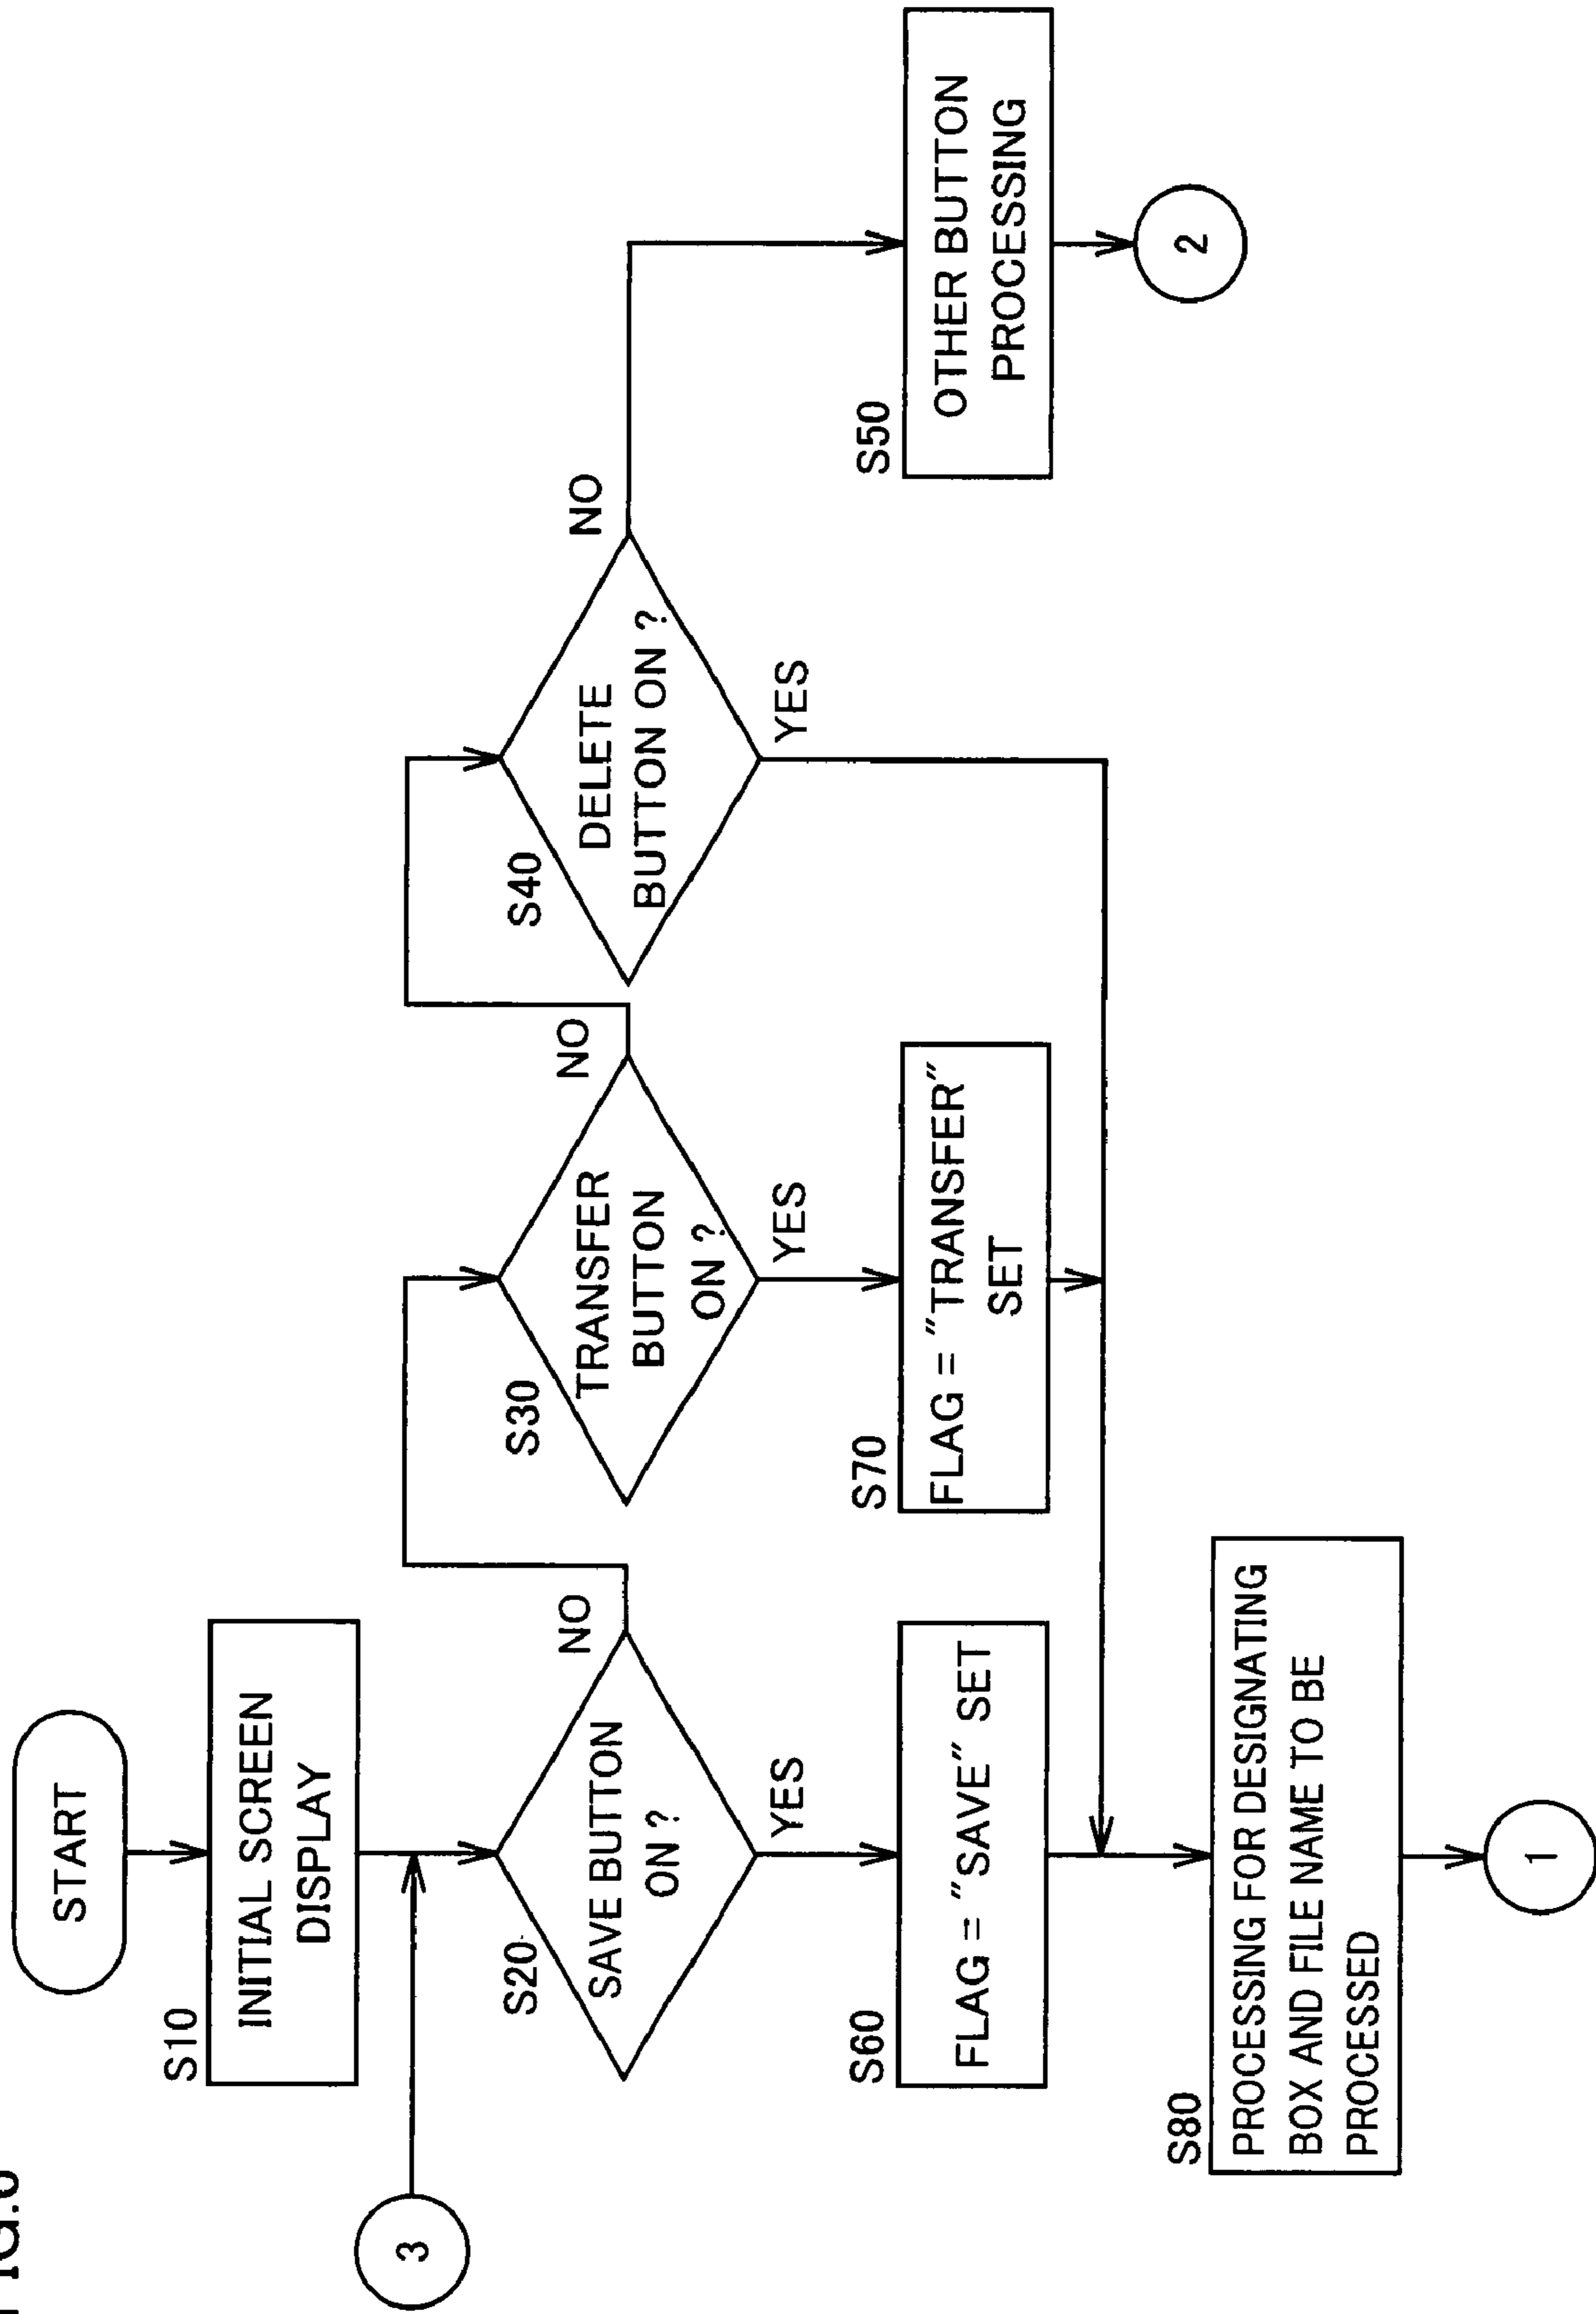 START
S10
INITIAL SCREEN
DISPLAY
3
S20
SAVE BUTTON
ON ?
NO
YES
S30
TRANSFER
BUTTON
ON ?
NO
YES
S40
DELETE
BUTTON ON ?
NO
YES
S60
FLAG = "SAVE" SET
S70
FLAG = "TRANSFER"
SET
S50
OTHER BUTTON
PROCESSING
2
S80
PROCESSING FOR DESIGNATING
BOX AND FILE NAME TO BE
PROCESSED
1